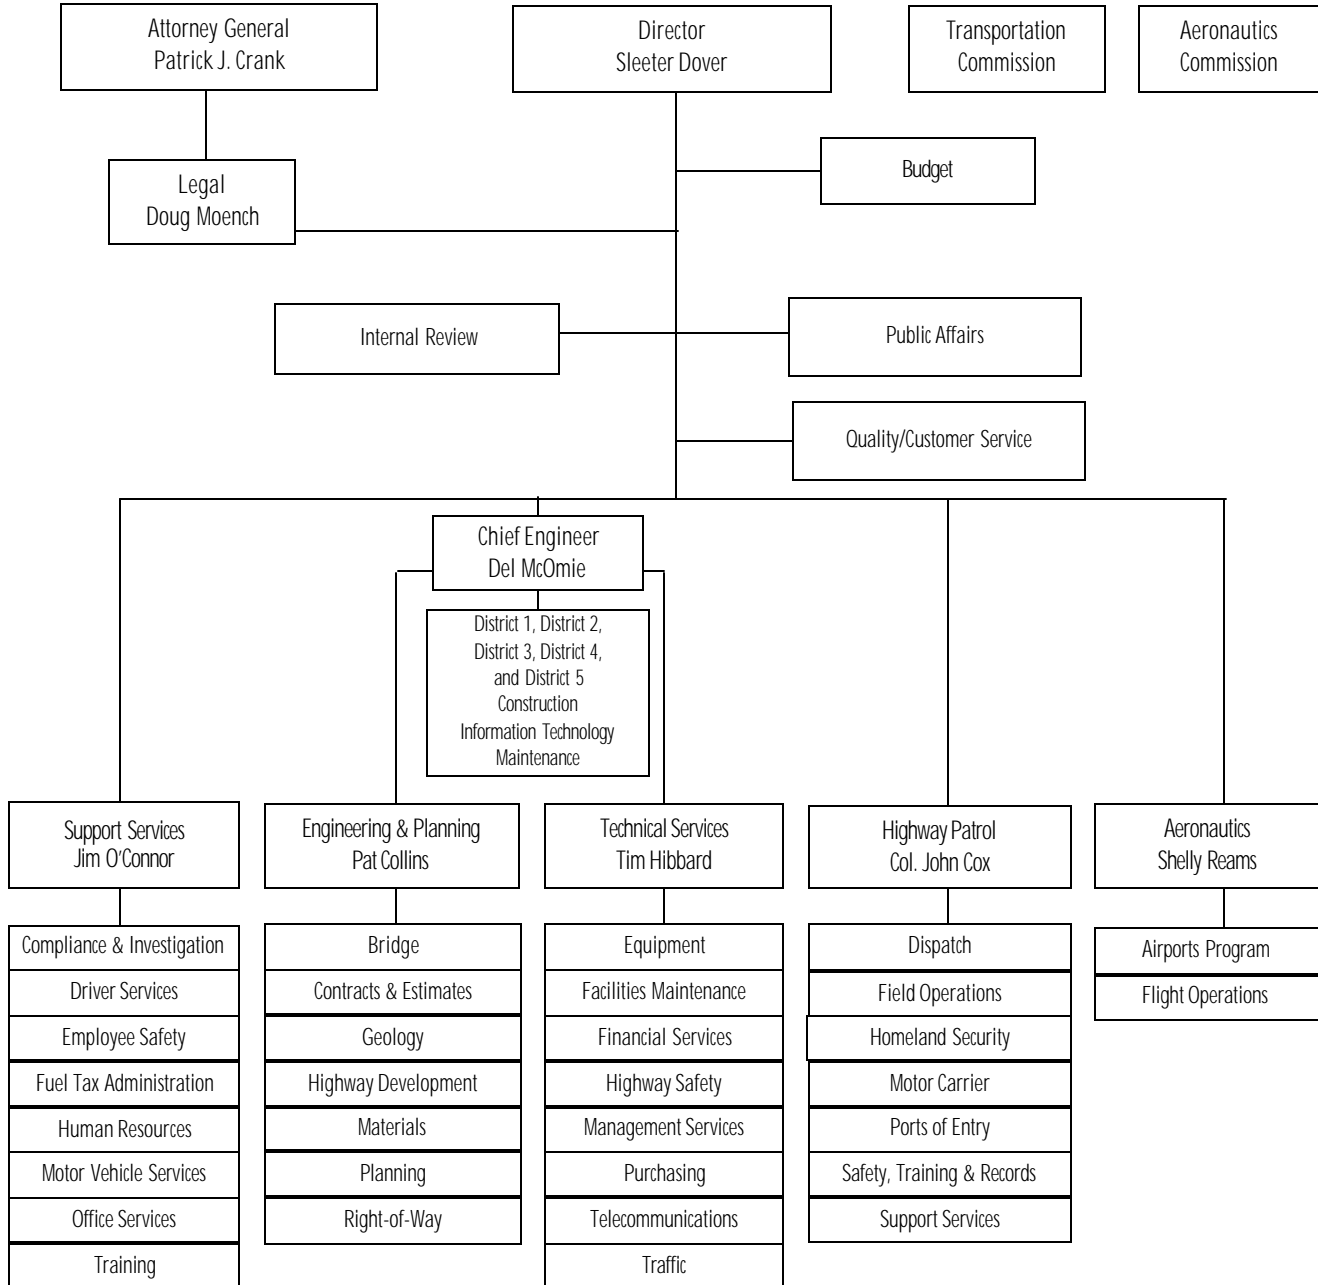 Attorney General
Patrick J. Crank
Director
Sleeter Dover
Transportation
Commission
Aeronautics
Commission
Budget
Legal
Doug Moench
Internal Review
Public Affairs
Quality/Customer Service
Chief Engineer
Del McOmie
District 1, District 2,
District 3, District 4,
and District 5
Construction
Information Technology
Maintenance
Support Services
Jim O'Connor
Engineering & Planning
Pat Collins
Technical Services
Tim Hibbard
Highway Patrol
Col. John Cox
Aeronautics
Shelly Reams
Compliance & Investigation
Driver Services
Employee Safety
Fuel Tax Administration
Human Resources
Motor Vehicle Services
Office Services
Training
Bridge
Contracts & Estimates
Geology
Highway Development
Materials
Planning
Right-of-Way
Equipment
Facilities Maintenance
Financial Services
Highway Safety
Management Services
Purchasing
Telecommunications
Traffic
Dispatch
Field Operations
Homeland Security
Motor Carrier
Ports of Entry
Safety, Training & Records
Support Services
Airports Program
Flight Operations